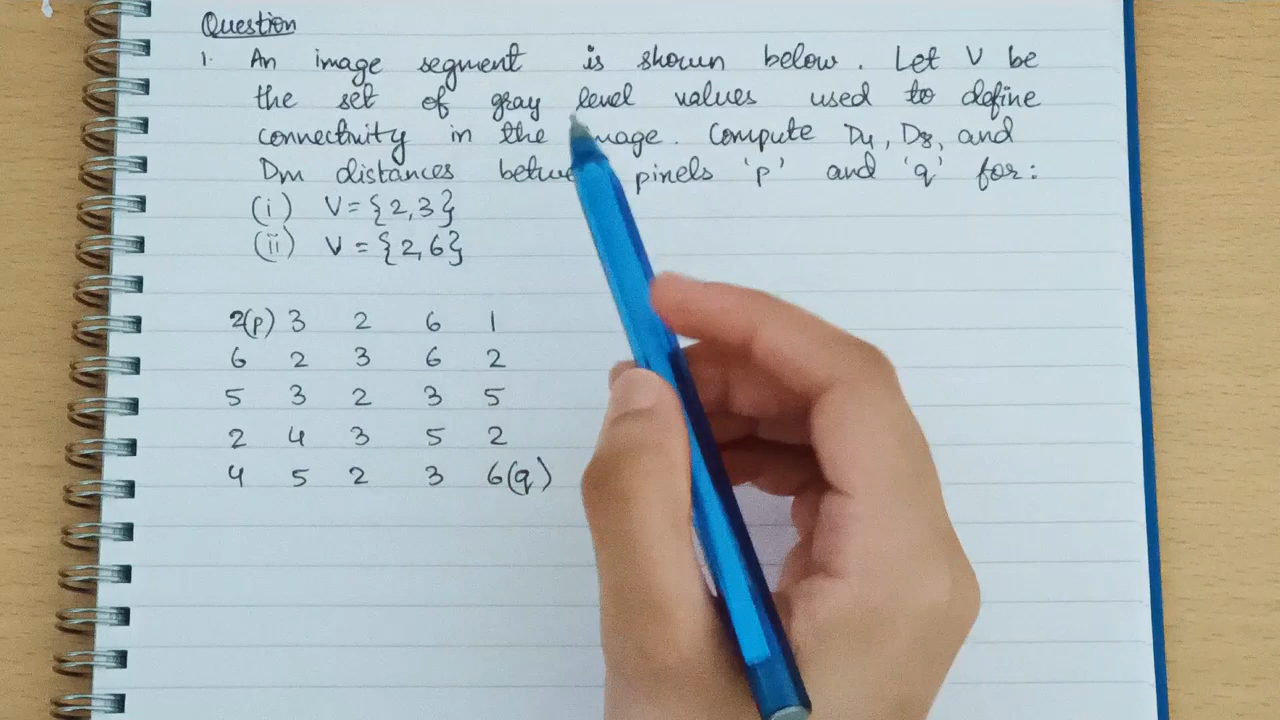 Question
1. An image segment is shown below. Let V be
the set of gray level values used to define
connectivity in the image. Compute D4, D8, and
Dm distances pixels 'p' and 'q' for:
(i) V = {2,3}
(ii) V = {2,6}
2(p) 3 2 6 1
6 2 3 6 2
5 3 2 3 5
2 4 3 5 2
4 5 2 3 6(q)